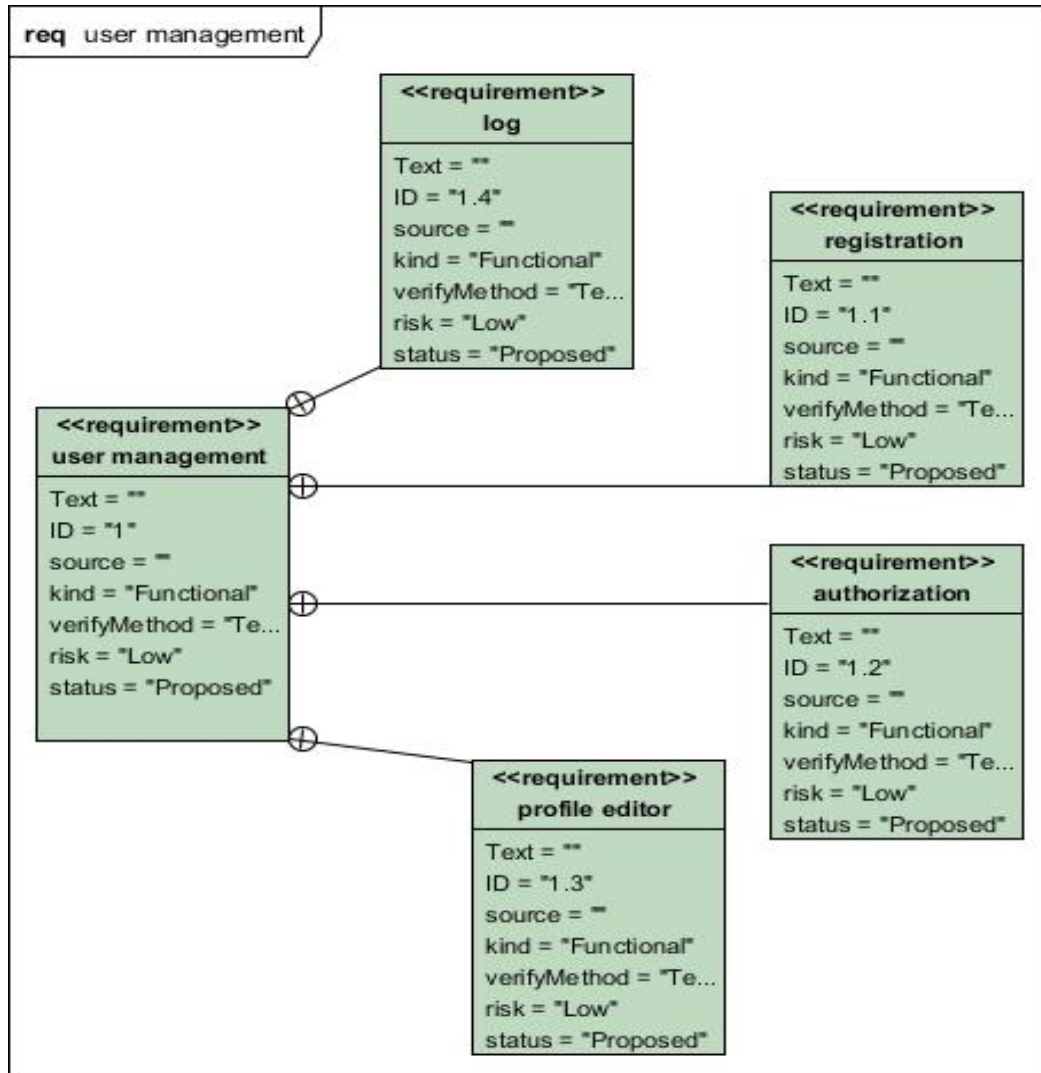 req user management
<<requirement>>
log
Text = ""
ID = "1.4"
source = ""
kind = "Functional"
verifyMethod = "Te...
risk = "Low"
status = "Proposed"
<<requirement>>
registration
Text = ""
ID = "1.1"
source = ""
kind = "Functional"
verifyMethod = "Te...
risk = "Low"
status = "Proposed"
<<requirement>>
user management
Text = ""
ID = "1"
source = ""
kind = "Functional"
verifyMethod = "Te...
risk = "Low"
status = "Proposed"
<<requirement>>
authorization
Text = ""
ID = "1.2"
source = ""
kind = "Functional"
verifyMethod = "Te...
risk = "Low"
status = "Proposed"
<<requirement>>
profile editor
Text = ""
ID = "1.3"
source = ""
kind = "Functional"
verifyMethod = "Te...
risk = "Low"
status = "Proposed"